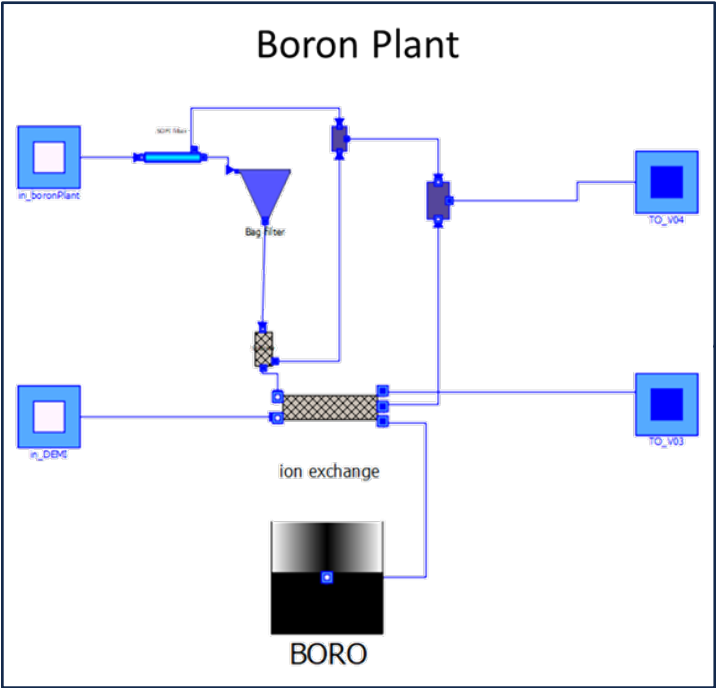 Boron Plant
in_boronPlant
Bag filter
TO_V04
in_DEMI
TO_V03
ion exchange
BORO